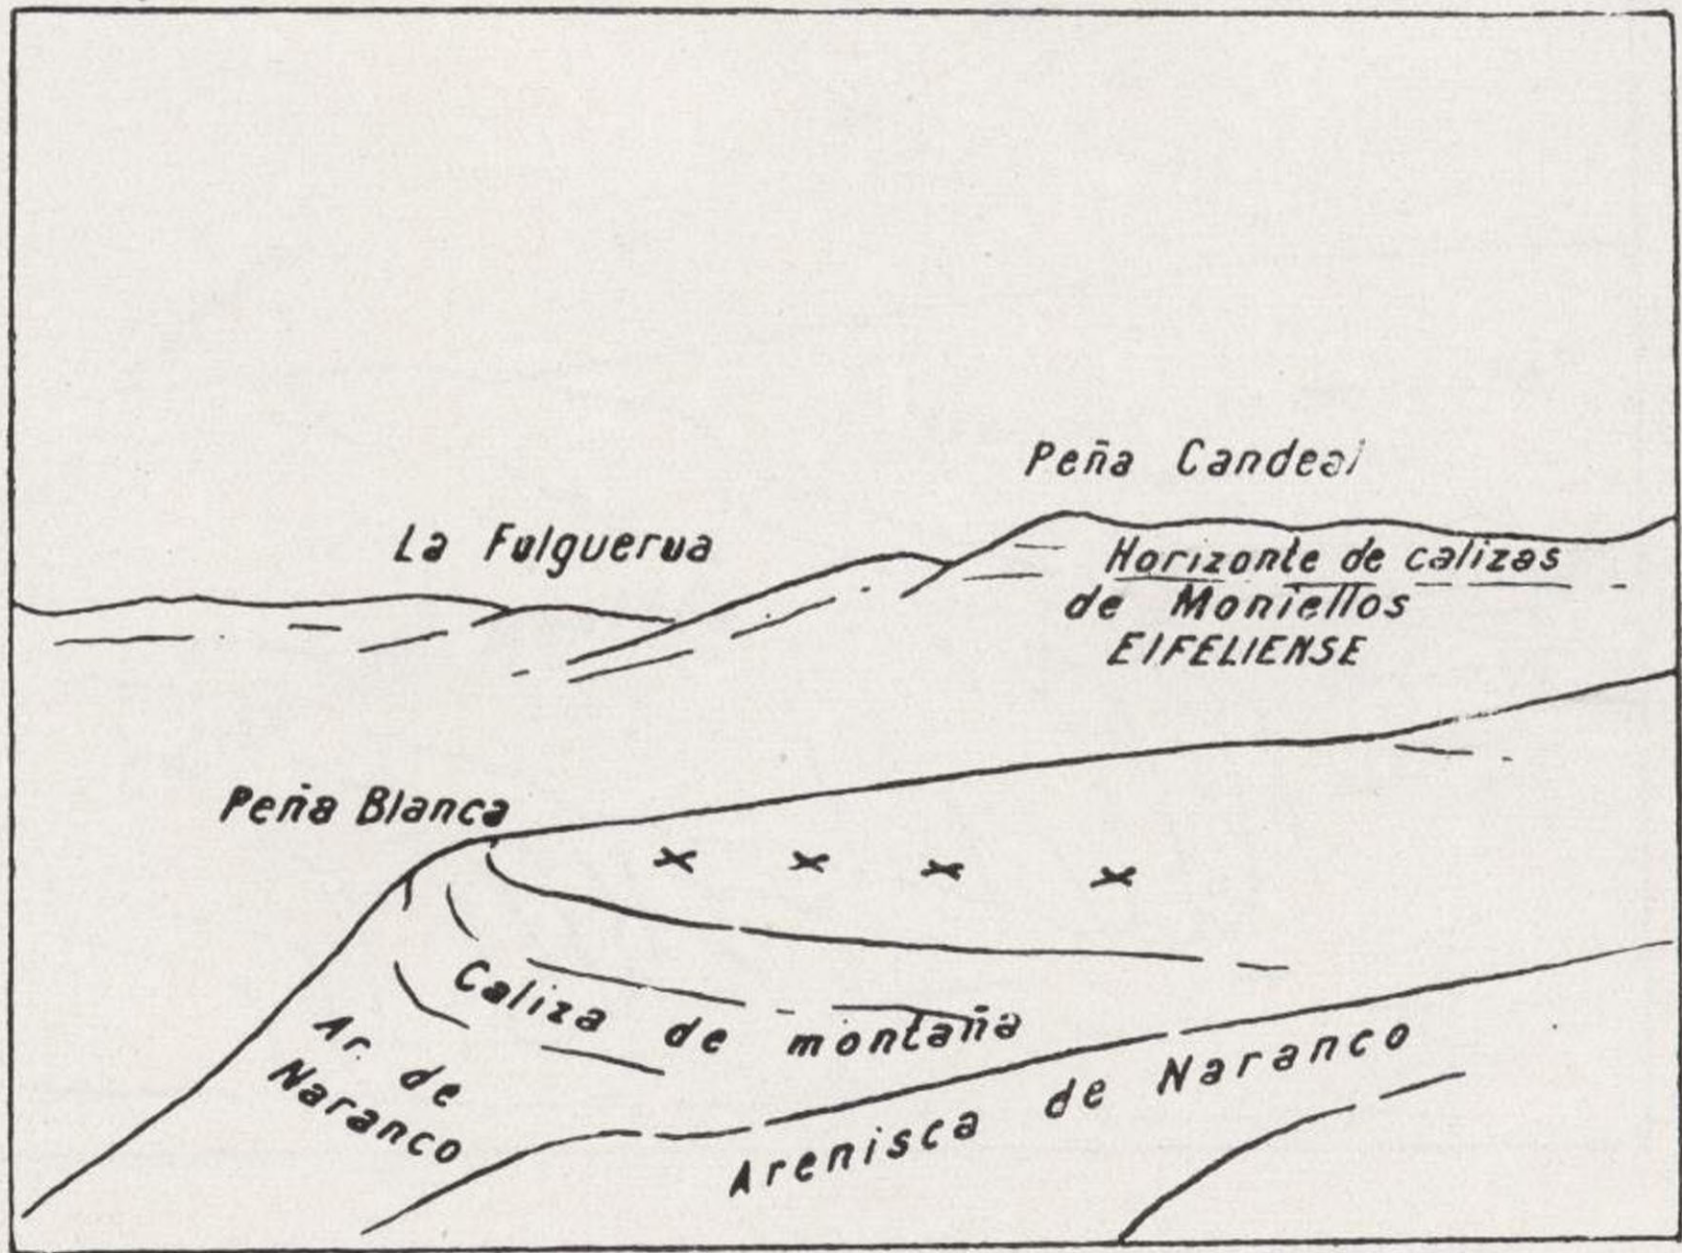 Peña Candeal
La Fulguerua
Horizonte de calizas
de Moniellos
EIFELIENSE
Peña Blanca
x x x x
Caliza de montaña
Ar. de
Naranco
Arenisca de Naranco